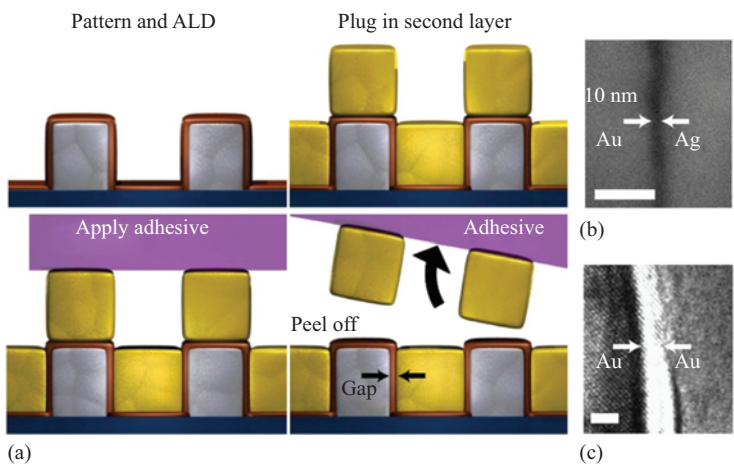 Pattern and ALD
Plug in second layer
Apply adhesive
Adhesive
Peel off
Gap
(a)
10 nm
Au
Ag
(b)
Au
Au
(c)